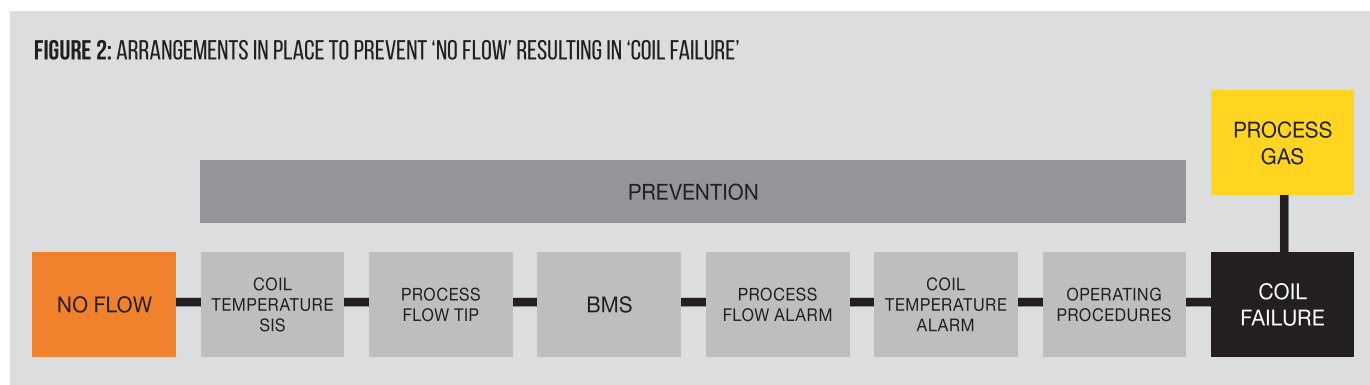 FIGURE 2: ARRANGEMENTS IN PLACE TO PREVENT ‘NO FLOW’ RESULTING IN ‘COIL FAILURE’
PROCESS
GAS
PREVENTION
NO FLOW
COIL
TEMPERATURE
SIS
PROCESS
FLOW TIP
BMS
PROCESS
FLOW ALARM
COIL
TEMPERATURE
ALARM
OPERATING
PROCEDURES
COIL
FAILURE